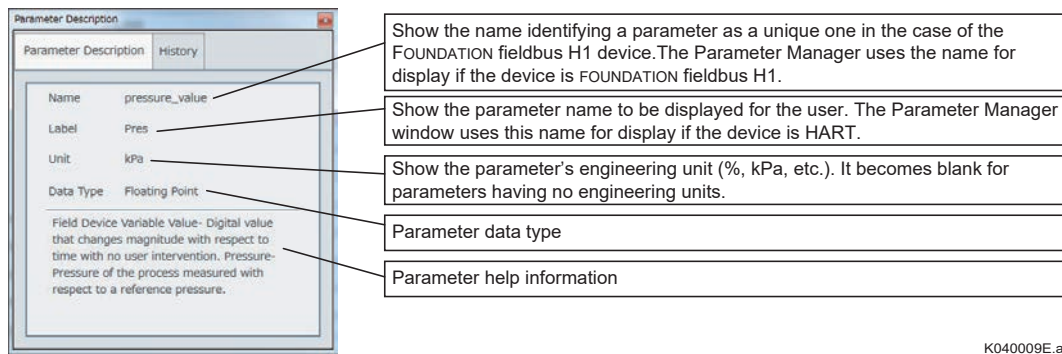 Parameter Description
Parameter Description History
Name pressure_value
Label Pres
Unit kPa
Data Type Floating Point
Field Device Variable Value- Digital value
that changes magnitude with respect to
time with no user intervention. Pressure-
Pressure of the process measured with
respect to a reference pressure.
Show the name identifying a parameter as a unique one in the case of the
FOUNDATION fieldbus H1 device.The Parameter Manager uses the name for
display if the device is FOUNDATION fieldbus H1.
Show the parameter name to be displayed for the user. The Parameter Manager
window uses this name for display if the device is HART.
Show the parameter’s engineering unit (%, kPa, etc.). It becomes blank for
parameters having no engineering units.
Parameter data type
Parameter help information